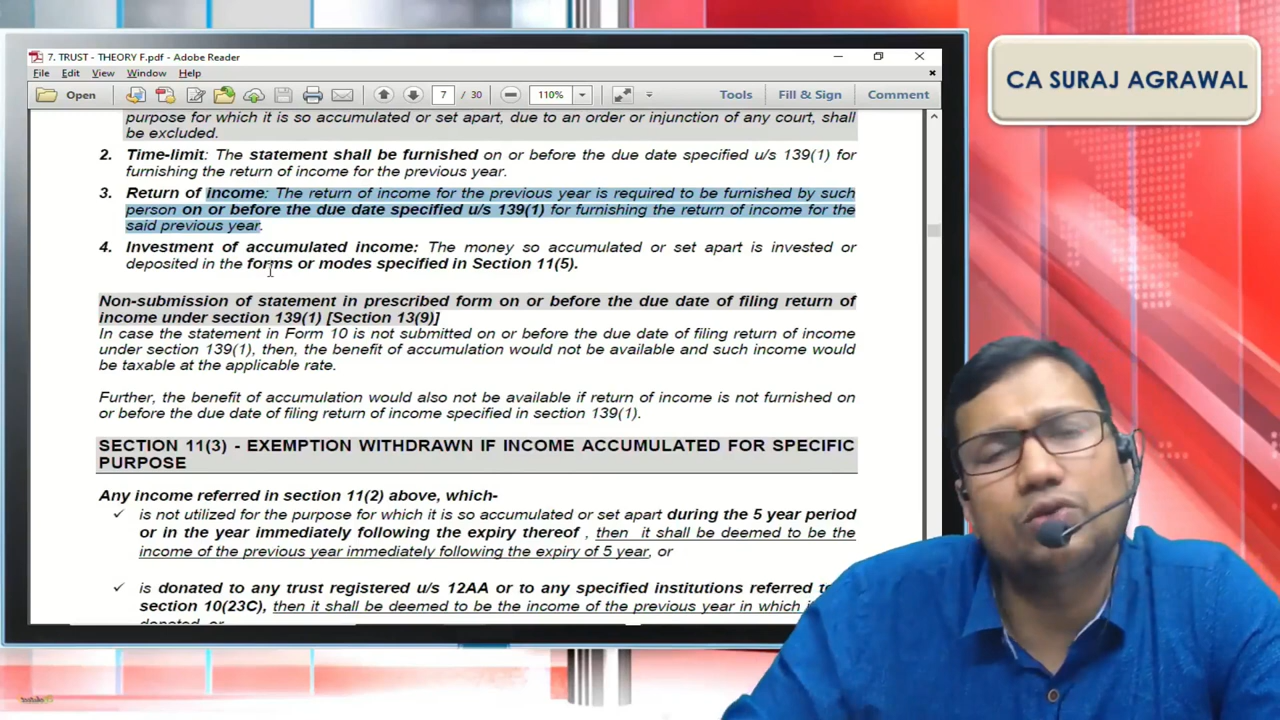 7. TRUST - THEORY F.pdf - Adobe Reader
File Edit View Window Help
Open 7 / 30 110% Tools Fill & Sign Comment
CA SURAJ AGRAWAL
purpose for which it is so accumulated or set apart, due to an order or injunction of any court, shall
be excluded.
2. Time-limit: The statement shall be furnished on or before the due date specified u/s 139(1) for
furnishing the return of income for the previous year.
3. Return of income: The return of income for the previous year is required to be furnished by such
person on or before the due date specified u/s 139(1) for furnishing the return of income for the
said previous year.
4. Investment of accumulated income: The money so accumulated or set apart is invested or
deposited in the forms or modes specified in Section 11(5).
Non-submission of statement in prescribed form on or before the due date of filing return of
income under section 139(1) [Section 13(9)]
In case the statement in Form 10 is not submitted on or before the due date of filing return of income
under section 139(1), then, the benefit of accumulation would not be available and such income would
be taxable at the applicable rate.
Further, the benefit of accumulation would also not be available if return of income is not furnished on
or before the due date of filing return of income specified in section 139(1).
SECTION 11(3) - EXEMPTION WITHDRAWN IF INCOME ACCUMULATED FOR SPECIFIC
PURPOSE
Any income referred in section 11(2) above, which-
✓ is not utilized for the purpose for which it is so accumulated or set apart during the 5 year period
or in the year immediately following the expiry thereof , then it shall be deemed to be the
income of the previous year immediately following the expiry of 5 year, or
✓ is donated to any trust registered u/s 12AA or to any specified institutions referred
section 10(23C), then it shall be deemed to be the income of the previous year in which
donated, or